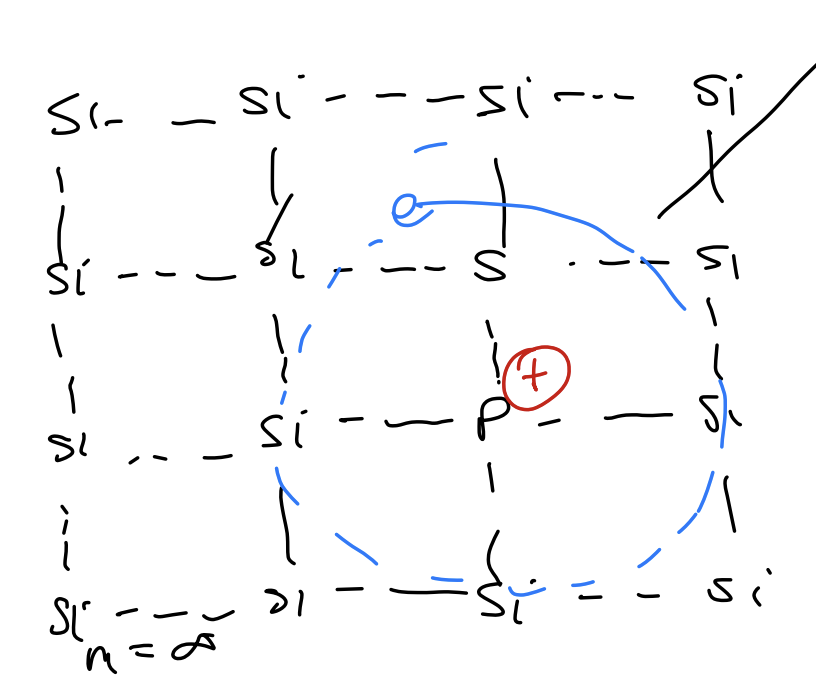 Si Si Si Si
e
Si Si S Si
+
Si Si P Si
Si Si Si Si
n = ∞